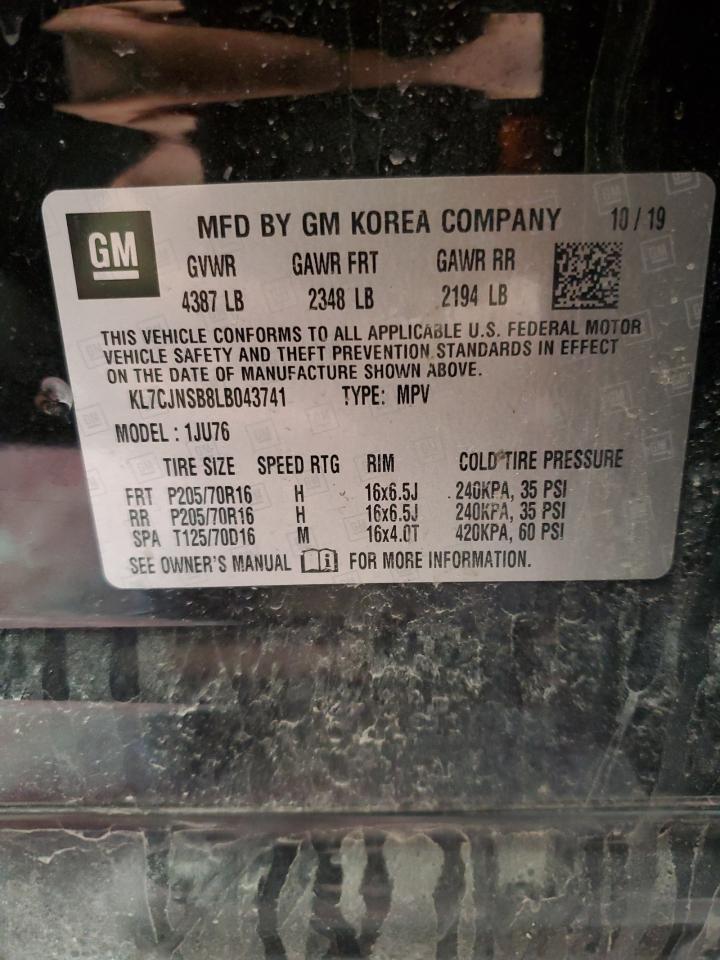 GM
MFD BY GM KOREA COMPANY 10/19
GVWR GAWR FRT GAWR RR
4387 LB 2348 LB 2194 LB
THIS VEHICLE CONFORMS TO ALL APPLICABLE U.S. FEDERAL MOTOR
VEHICLE SAFETY AND THEFT PREVENTION STANDARDS IN EFFECT
ON THE DATE OF MANUFACTURE SHOWN ABOVE.
KL7CJNSB8LB043741 TYPE: MPV
MODEL : 1JU76
TIRE SIZE SPEED RTG RIM COLD TIRE PRESSURE
FRT P205/70R16 H 16x6.5J 240KPA, 35 PSI
RR P205/70R16 H 16x6.5J 240KPA, 35 PSI
SPA T125/70D16 M 16x4.0T 420KPA, 60 PSI
SEE OWNER'S MANUAL i FOR MORE INFORMATION.